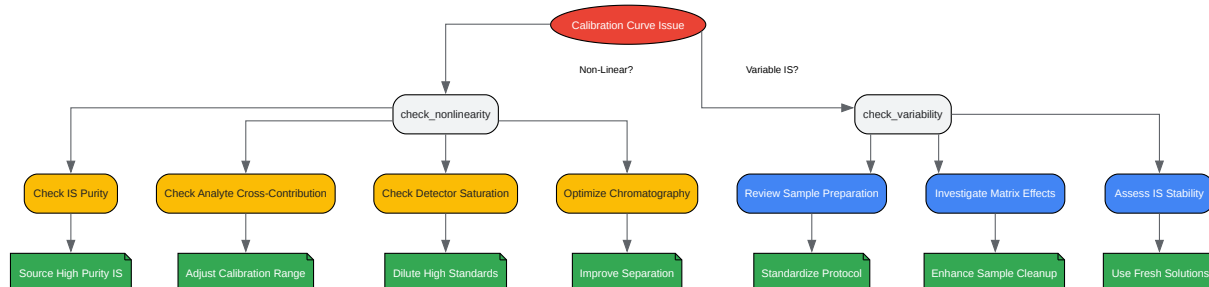 Calibration Curve Issue
Non-Linear?
Variable IS?
check_nonlinearity
check_variability
Check IS Purity
Check Analyte Cross-Contribution
Check Detector Saturation
Optimize Chromatography
Review Sample Preparation
Investigate Matrix Effects
Assess IS Stability
Source High Purity IS
Adjust Calibration Range
Dilute High Standards
Improve Separation
Standardize Protocol
Enhance Sample Cleanup
Use Fresh Solutions